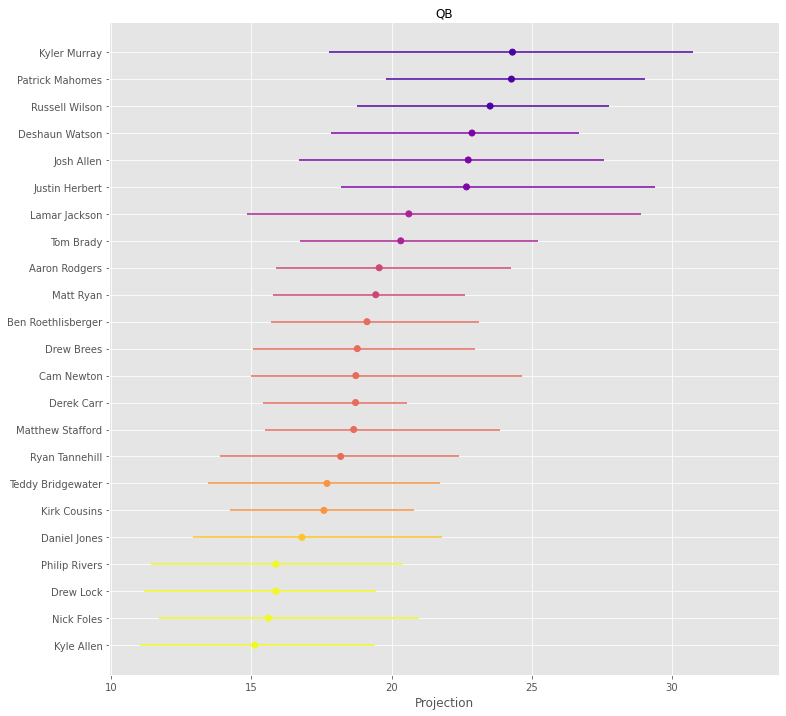 QB
Kyler Murray
Patrick Mahomes
Russell Wilson
Deshaun Watson
Josh Allen
Justin Herbert
Lamar Jackson
Tom Brady
Aaron Rodgers
Matt Ryan
Ben Roethlisberger
Drew Brees
Cam Newton
Derek Carr
Matthew Stafford
Ryan Tannehill
Teddy Bridgewater
Kirk Cousins
Daniel Jones
Philip Rivers
Drew Lock
Nick Foles
Kyle Allen
10 15 20 25 30
Projection